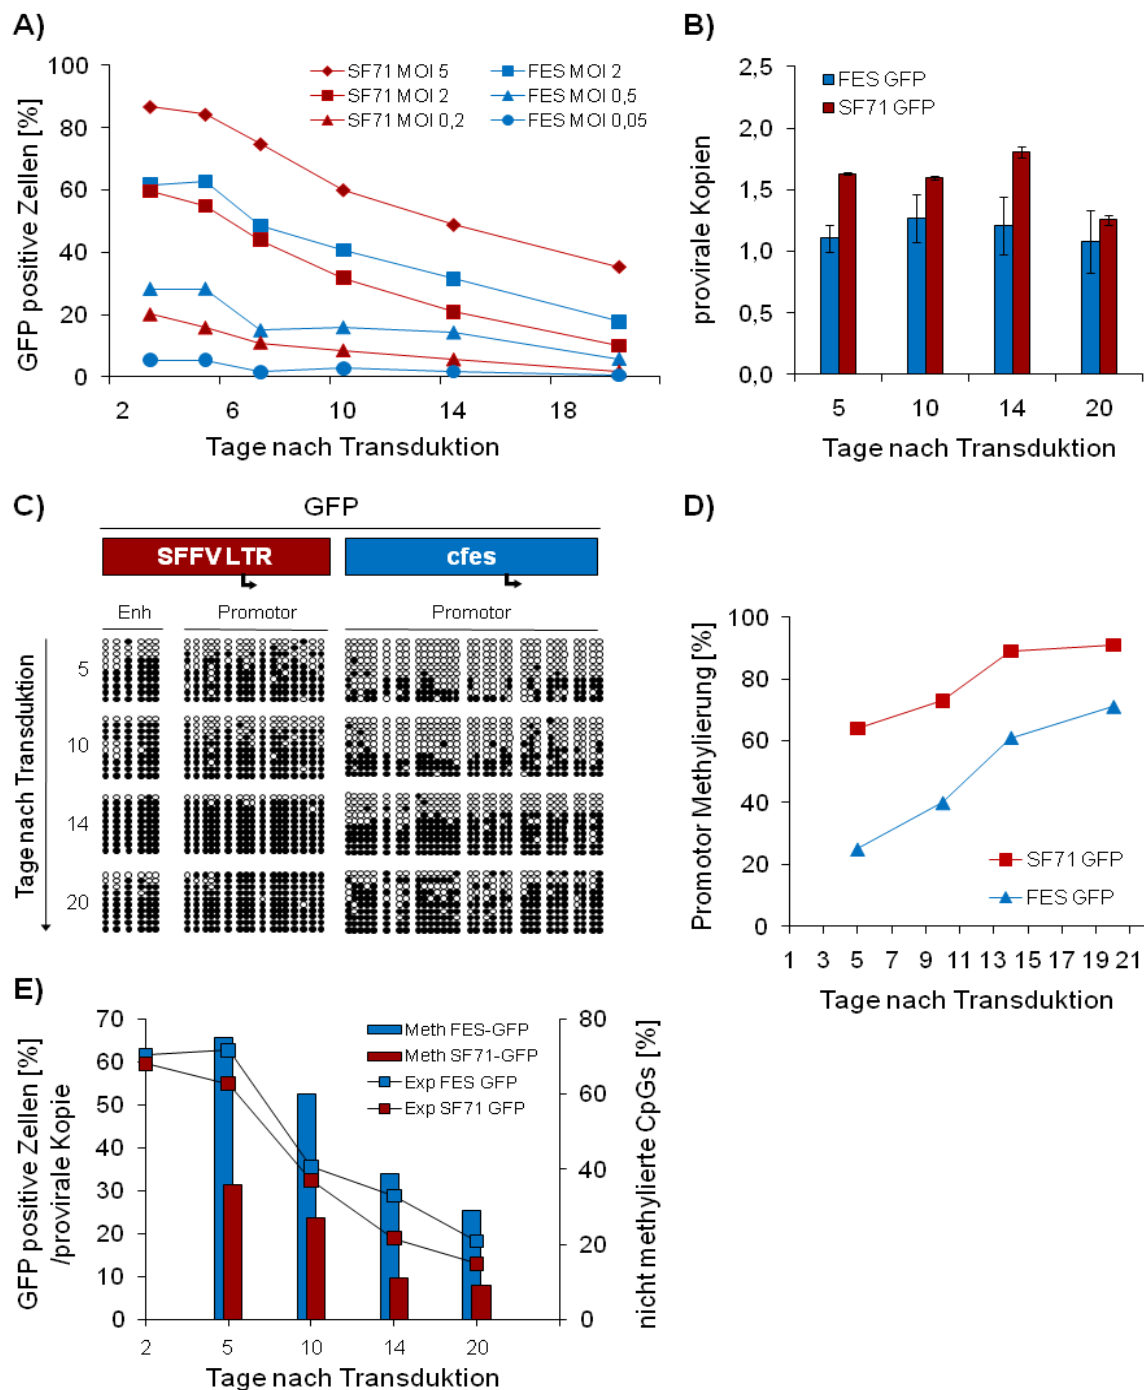 A)
GFP positive Zellen [%]
100
80
60
40
20
0
SF71 MOI 5
SF71 MOI 2
SF71 MOI 0,2
FES MOI 2
FES MOI 0,5
FES MOI 0,05
2 6 10 14 18
Tage nach Transduktion
B)
provirale Kopien
2,5
2,0
1,5
1,0
0,5
0,0
FES GFP
SF71 GFP
5 10 14 20
Tage nach Transduktion
C)
GFP
SFFV LTR
cfes
Enh
Promotor
Promotor
Tage nach Transduktion
5
10
14
20
D)
Promotor Methylierung [%]
100
80
60
40
20
0
SF71 GFP
FES GFP
1 3 5 7 9 11 13 15 17 19 21
Tage nach Transduktion
E)
GFP positive Zellen [%]
/provirale Kopie
70
60
50
40
30
20
10
0
Meth FES-GFP
Meth SF71-GFP
Exp FES GFP
Exp SF71 GFP
80
60
40
20
0
nicht methylierte CpGs [%]
2 5 10 14 20
Tage nach Transduktion